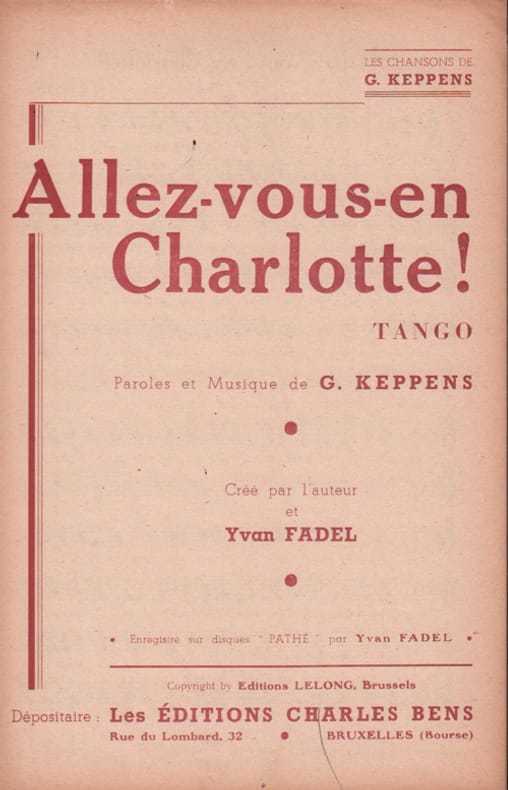 LES CHANSONS DE
G. KEPPENS
Allez-vous-en
Charlotte!
TANGO
Paroles et Musique de G. KEPPENS
Créé par l'auteur
et
Yvan FADEL
• Enregistré sur disques " PATHÉ " par Yvan FADEL •
Copyright by Editions LELONG, Brussels
Dépositaire : Les ÉDITIONS CHARLES BENS
Rue du Lombard, 32 • BRUXELLES (Bourse)